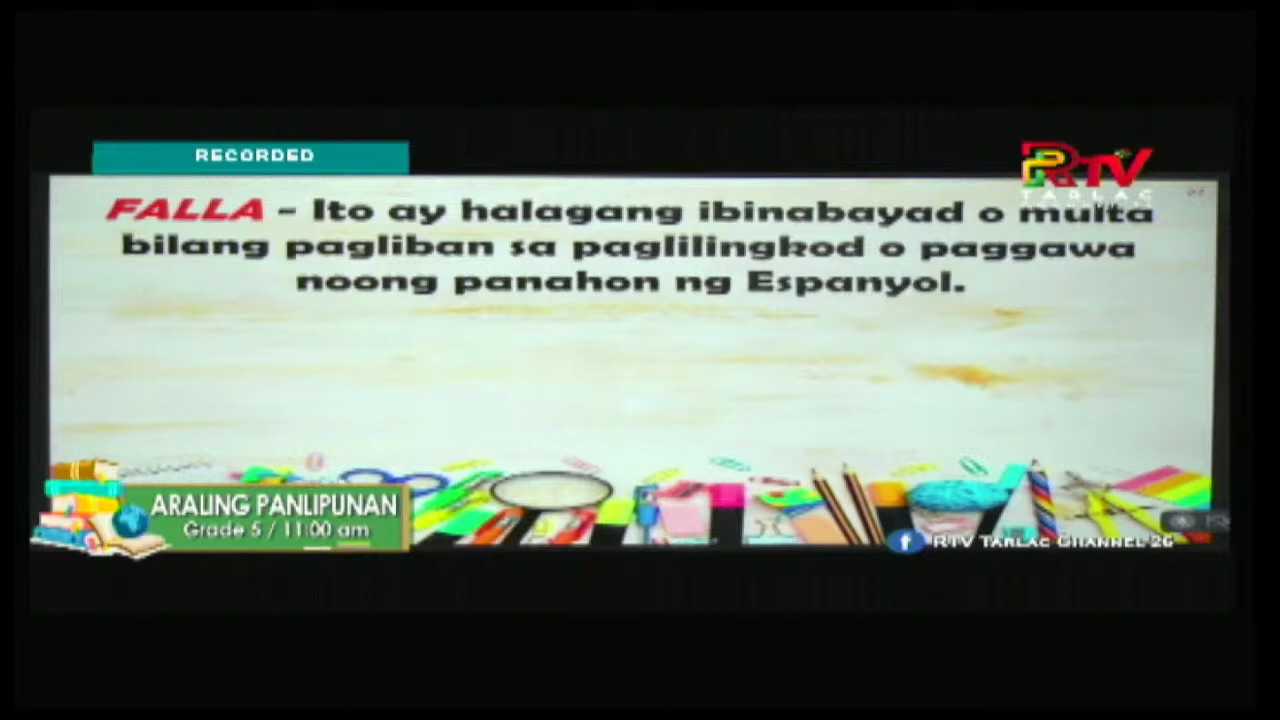 RECORDED
RTV
TARLAC
FALLA - Ito ay halagang ibinabayad o multa
bilang pagliban sa paglilingkod o paggawa
noong panahon ng Espanyol.
ARALING PANLIPUNAN
Grade 5 / 11:00 am
RTV TARLAC CHANNEL 26